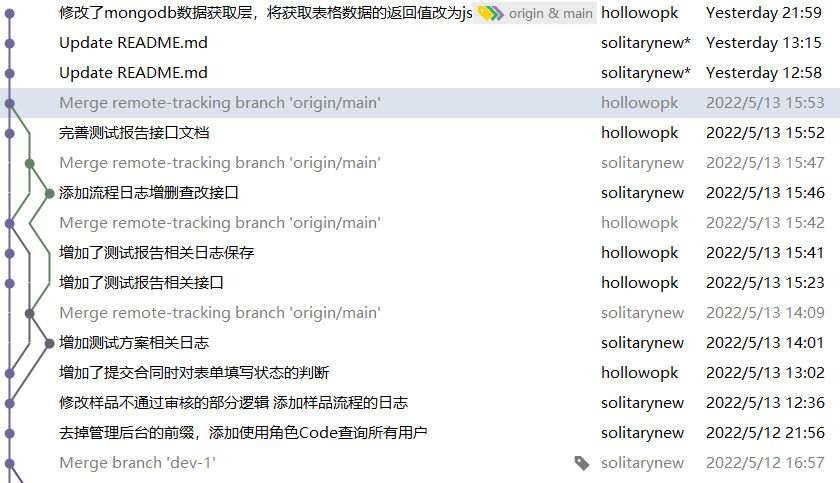 修改了mongodb数据获取层，将获取表格数据的返回值改为js origin & main hollowopk Yesterday 21:59
Update README.md solitarynew* Yesterday 13:15
Update README.md solitarynew* Yesterday 12:58
Merge remote-tracking branch 'origin/main' hollowopk 2022/5/13 15:53
完善测试报告接口文档 hollowopk 2022/5/13 15:52
Merge remote-tracking branch 'origin/main' solitarynew 2022/5/13 15:47
添加流程日志增删查改接口 solitarynew 2022/5/13 15:46
Merge remote-tracking branch 'origin/main' hollowopk 2022/5/13 15:42
增加了测试报告相关日志保存 hollowopk 2022/5/13 15:41
增加了测试报告相关接口 hollowopk 2022/5/13 15:23
Merge remote-tracking branch 'origin/main' solitarynew 2022/5/13 14:09
增加测试方案相关日志 solitarynew 2022/5/13 14:01
增加了提交合同时对表单填写状态的判断 hollowopk 2022/5/13 13:02
修改样品不通过审核的部分逻辑 添加样品流程的日志 solitarynew 2022/5/13 12:36
去掉管理后台的前缀，添加使用角色Code查询所有用户 solitarynew 2022/5/12 21:56
Merge branch 'dev-1' solitarynew 2022/5/12 16:57